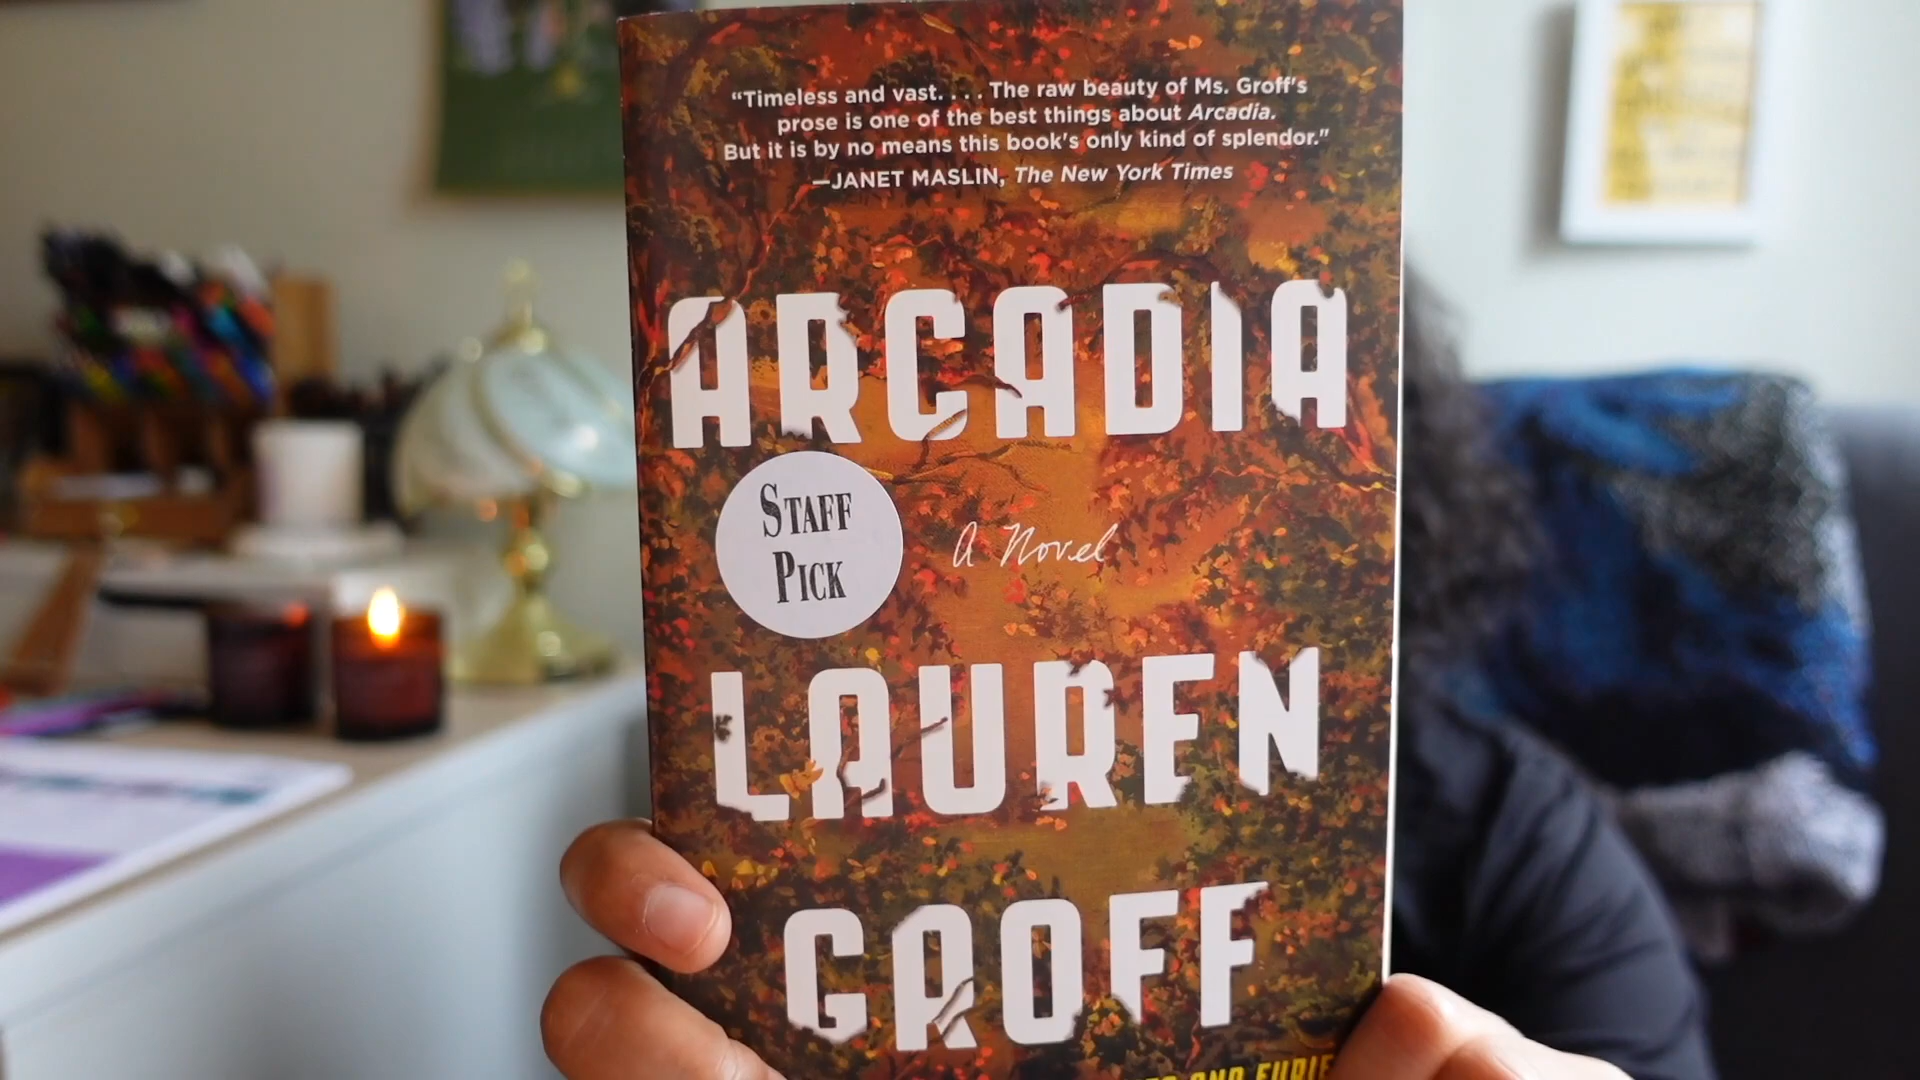 “Timeless and vast. . . . The raw beauty of Ms. Groff's
prose is one of the best things about Arcadia.
But it is by no means this book's only kind of splendor.”
—JANET MASLIN, The New York Times
ARCADIA
STAFF
PICK
A Novel
LAUREN
GROFF
AND